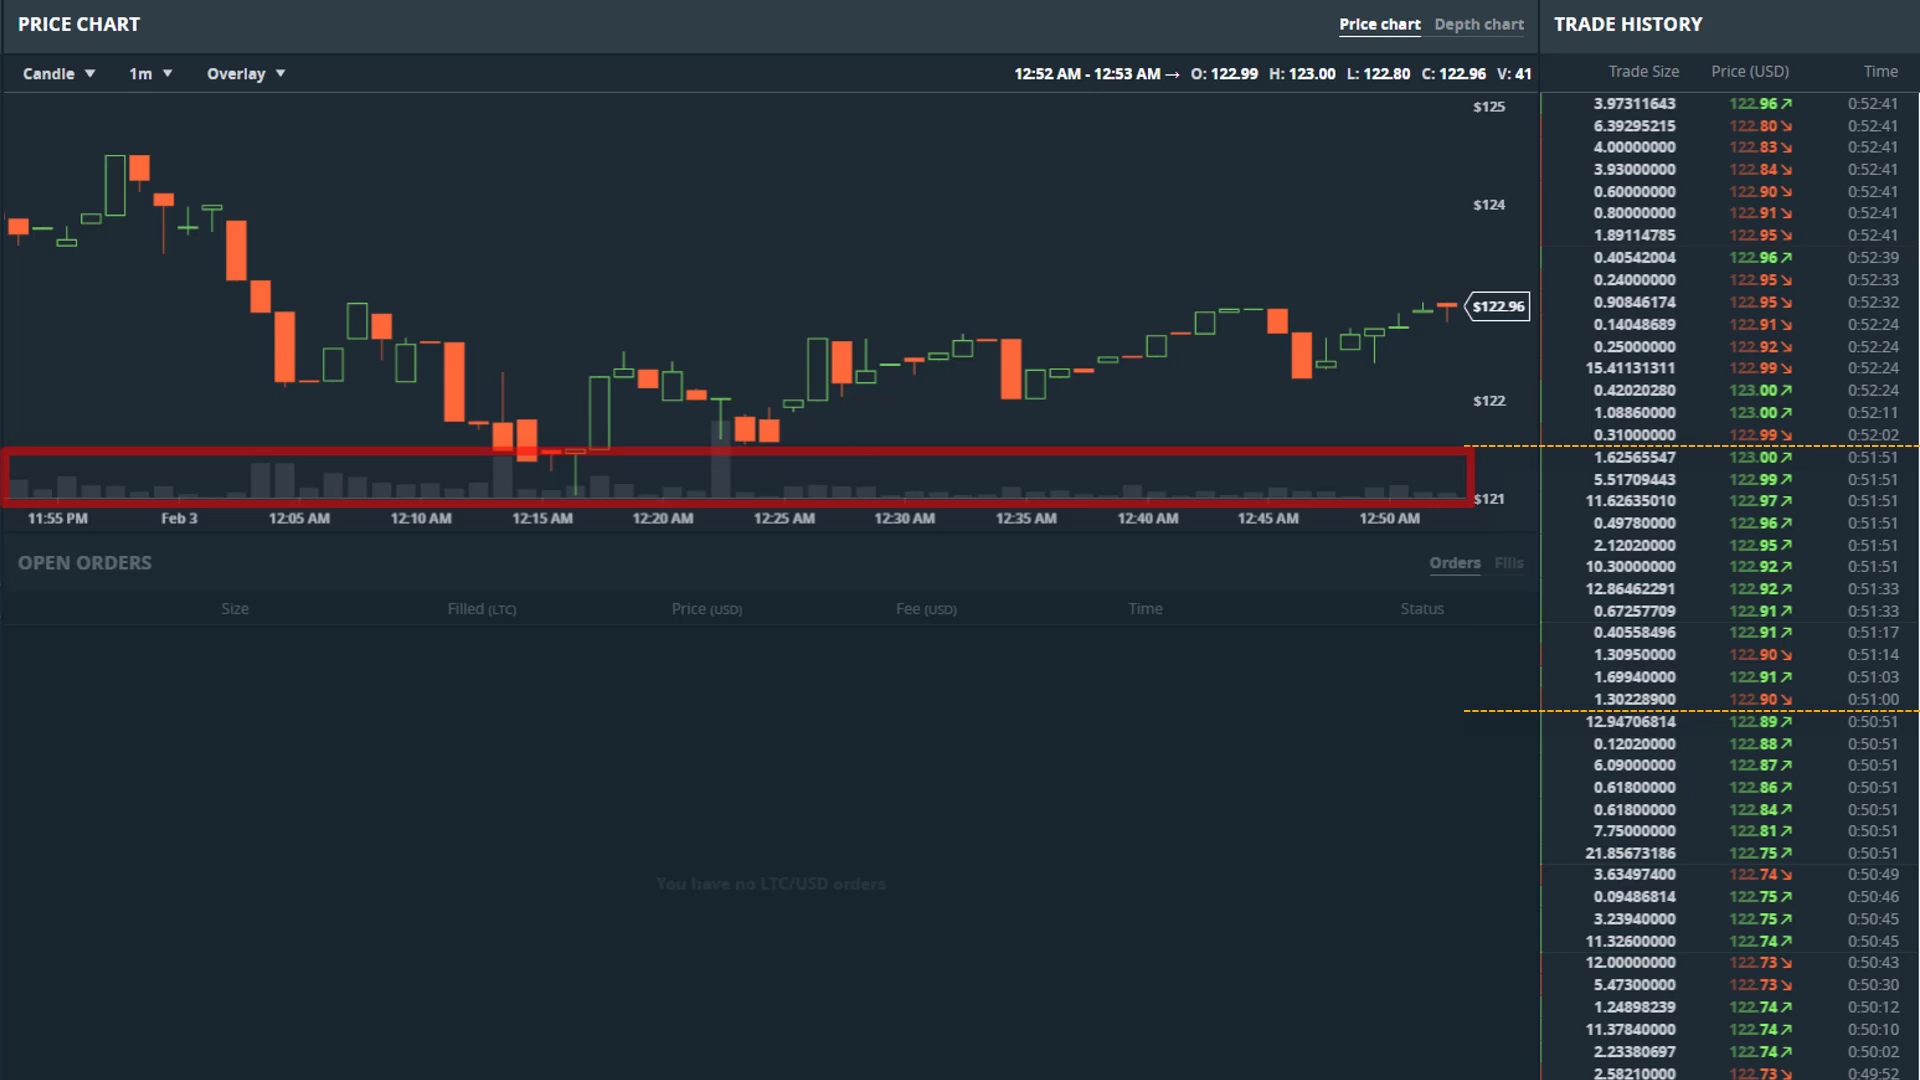 PRICE CHART
Price chart Depth chart
Candle 1m Overlay
12:52 AM - 12:53 AM → O: 122.99 H: 123.00 L: 122.80 C: 122.96 V: 41
$125
$124
$122.96
$122
$121
11:55 PM Feb 3 12:05 AM 12:10 AM 12:15 AM 12:20 AM 12:25 AM 12:30 AM 12:35 AM 12:40 AM 12:45 AM 12:50 AM
OPEN ORDERS
Orders Fills
Size Filled (LTC) Price (USD) Fee (USD) Time Status
You have no LTC/USD orders
TRADE HISTORY
Trade Size Price (USD) Time
3.97311643 122.96↗ 0:52:41
6.39295215 122.80↘ 0:52:41
4.00000000 122.83↘ 0:52:41
3.93000000 122.84↘ 0:52:41
0.60000000 122.90↘ 0:52:41
0.80000000 122.91↘ 0:52:41
1.89114785 122.95↘ 0:52:41
0.40542004 122.96↗ 0:52:39
0.24000000 122.95↘ 0:52:33
0.90846174 122.95↘ 0:52:32
0.14048689 122.91↘ 0:52:24
0.25000000 122.92↘ 0:52:24
15.41131311 122.99↘ 0:52:24
0.42020280 123.00↗ 0:52:24
1.08860000 123.00↗ 0:52:11
0.31000000 122.99↘ 0:52:02
1.62565547 123.00↗ 0:51:51
5.51709443 122.99↗ 0:51:51
11.62635010 122.97↗ 0:51:51
0.49780000 122.96↗ 0:51:51
2.12020000 122.95↗ 0:51:51
10.30000000 122.92↗ 0:51:51
12.86462291 122.92↗ 0:51:33
0.67257709 122.91↗ 0:51:33
0.40558496 122.91↗ 0:51:17
1.30950000 122.90↘ 0:51:14
1.69940000 122.91↗ 0:51:03
1.30228900 122.90↘ 0:51:00
12.94706814 122.89↗ 0:50:51
0.12020000 122.88↗ 0:50:51
6.09000000 122.87↗ 0:50:51
0.61800000 122.86↗ 0:50:51
0.61800000 122.84↗ 0:50:51
7.75000000 122.81↗ 0:50:51
21.85673186 122.75↗ 0:50:51
3.63497400 122.74↘ 0:50:49
0.09486814 122.75↗ 0:50:46
3.23940000 122.75↗ 0:50:45
11.32600000 122.74↗ 0:50:45
12.00000000 122.73↘ 0:50:43
5.47300000 122.73↘ 0:50:30
1.24898239 122.74↗ 0:50:12
11.37840000 122.74↗ 0:50:10
2.23380697 122.74↗ 0:50:02
2.58210000 122.73↘ 0:49:52